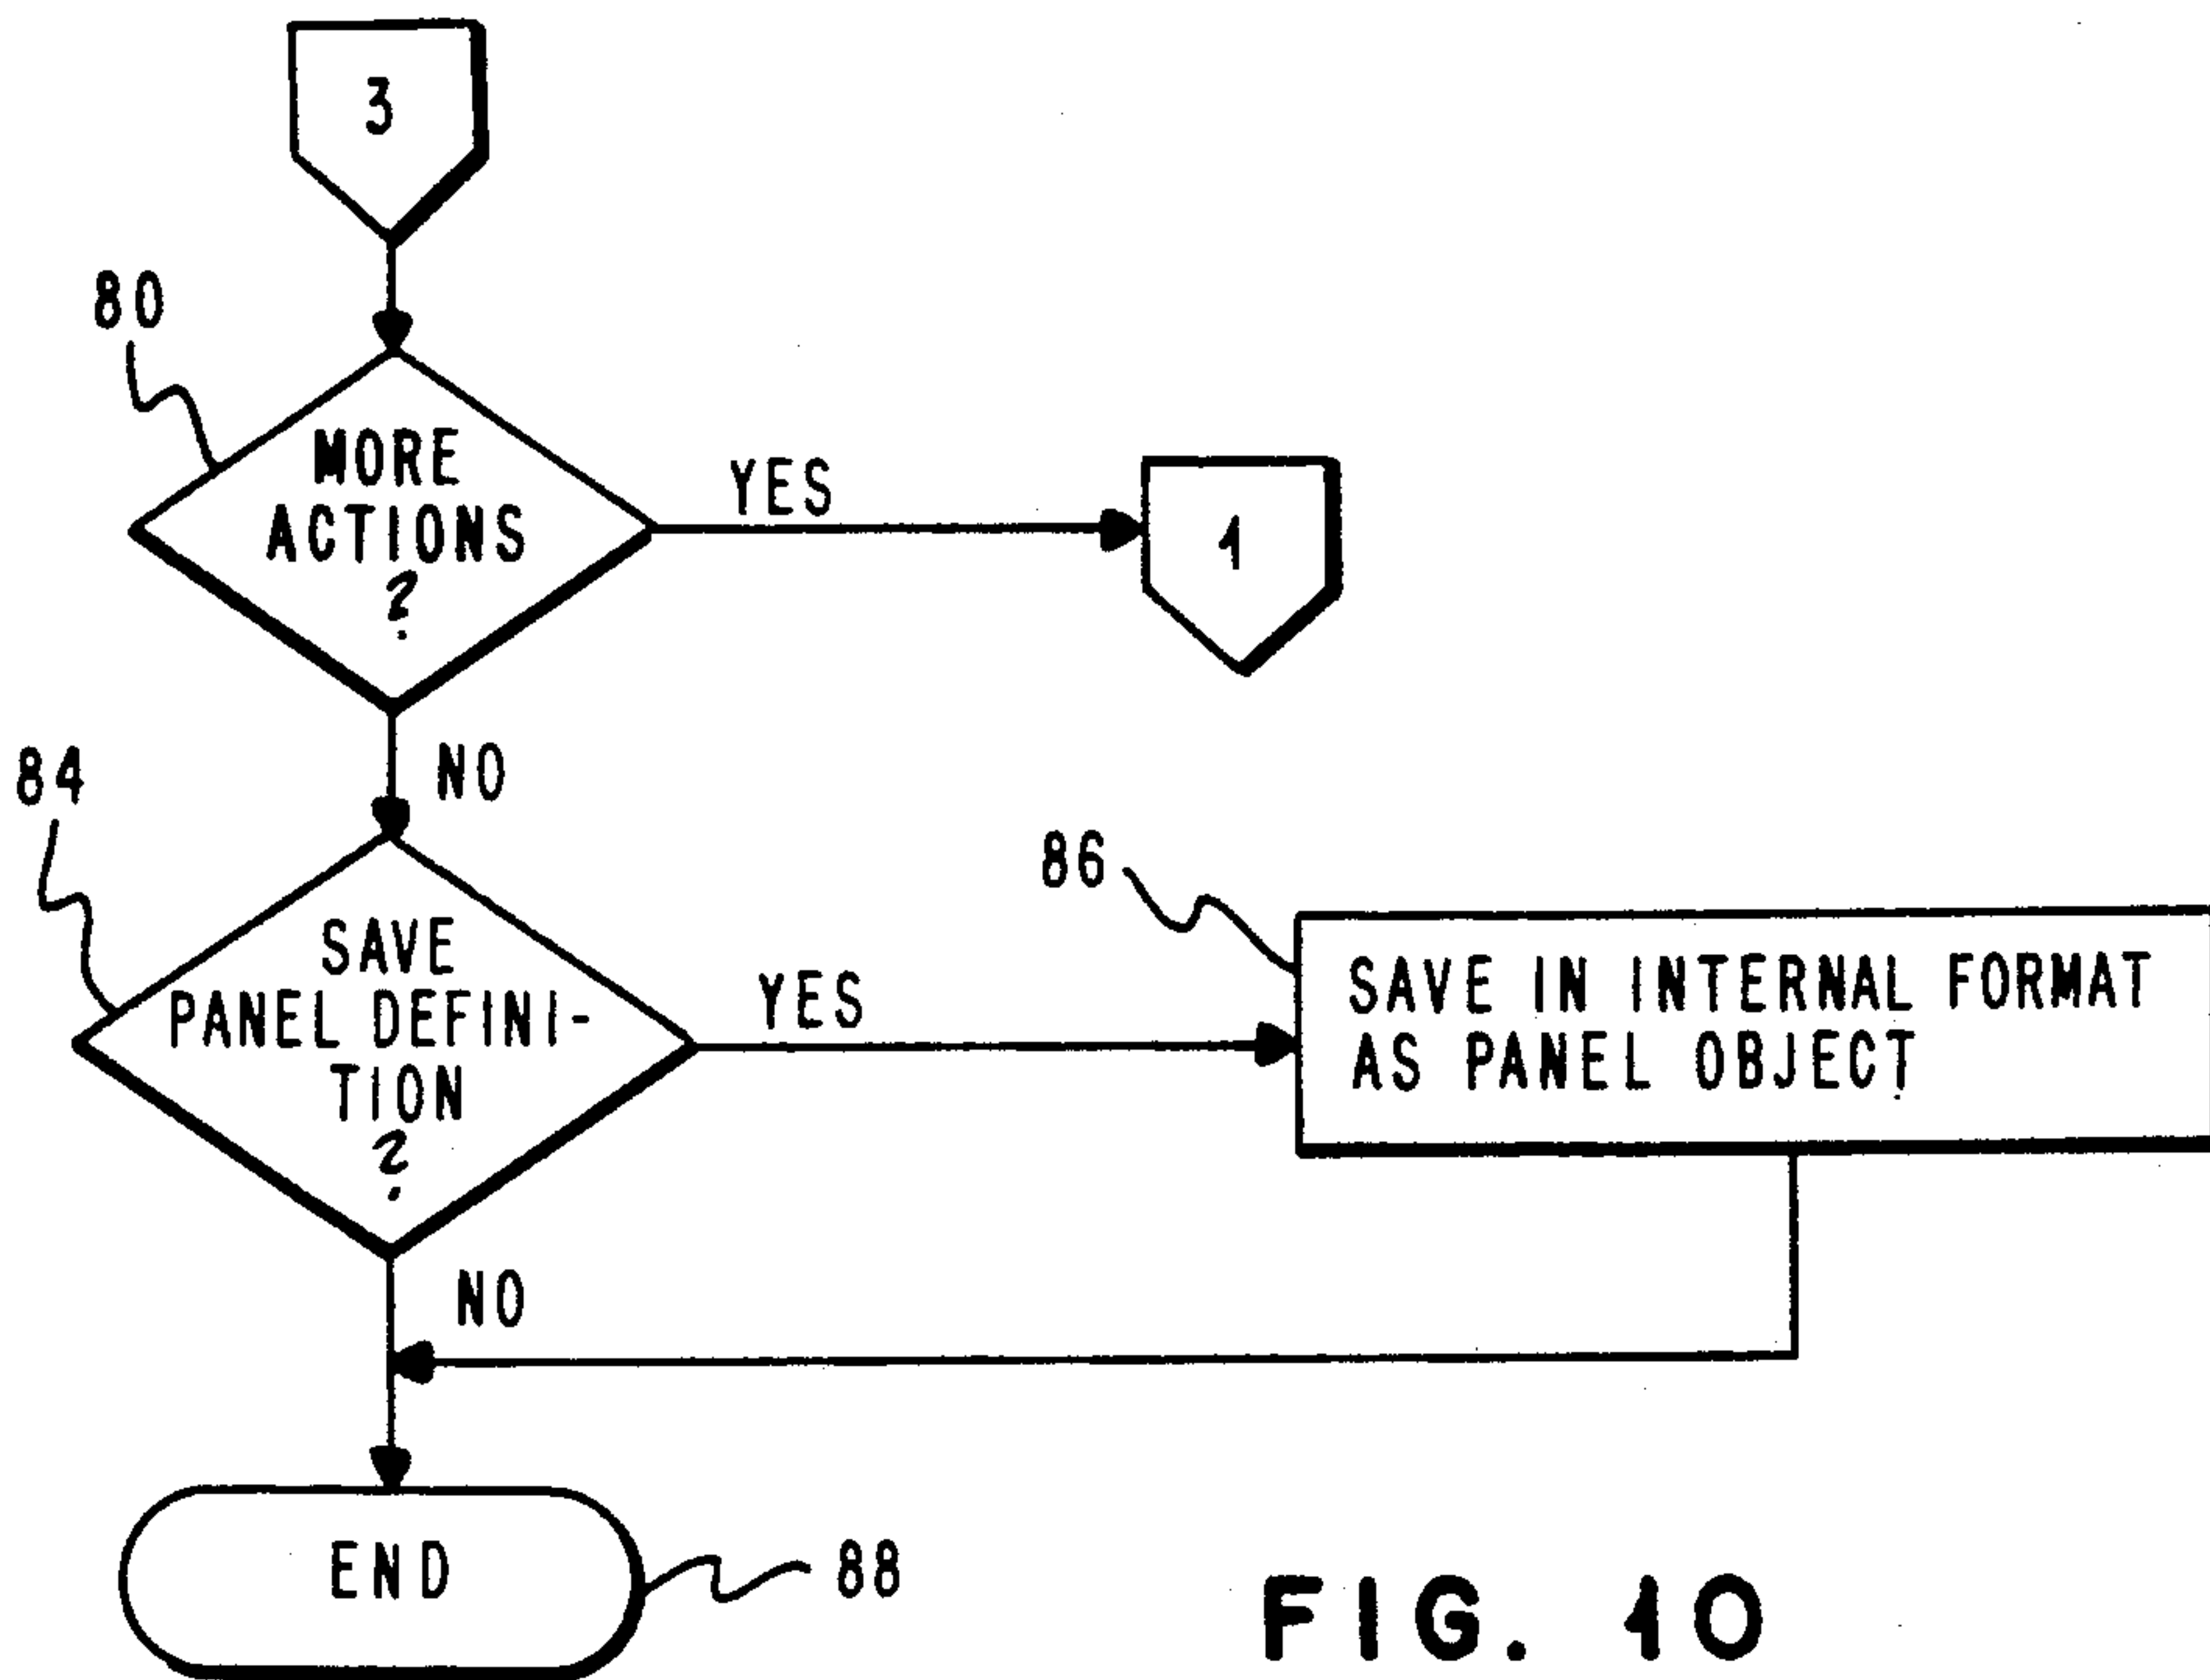 3
80
MORE
ACTIONS
?
YES
1
NO
84
SAVE
PANEL DEFINI-
TION
?
YES
86
SAVE IN INTERNAL FORMAT
AS PANEL OBJECT
NO
END
88
FIG. 10